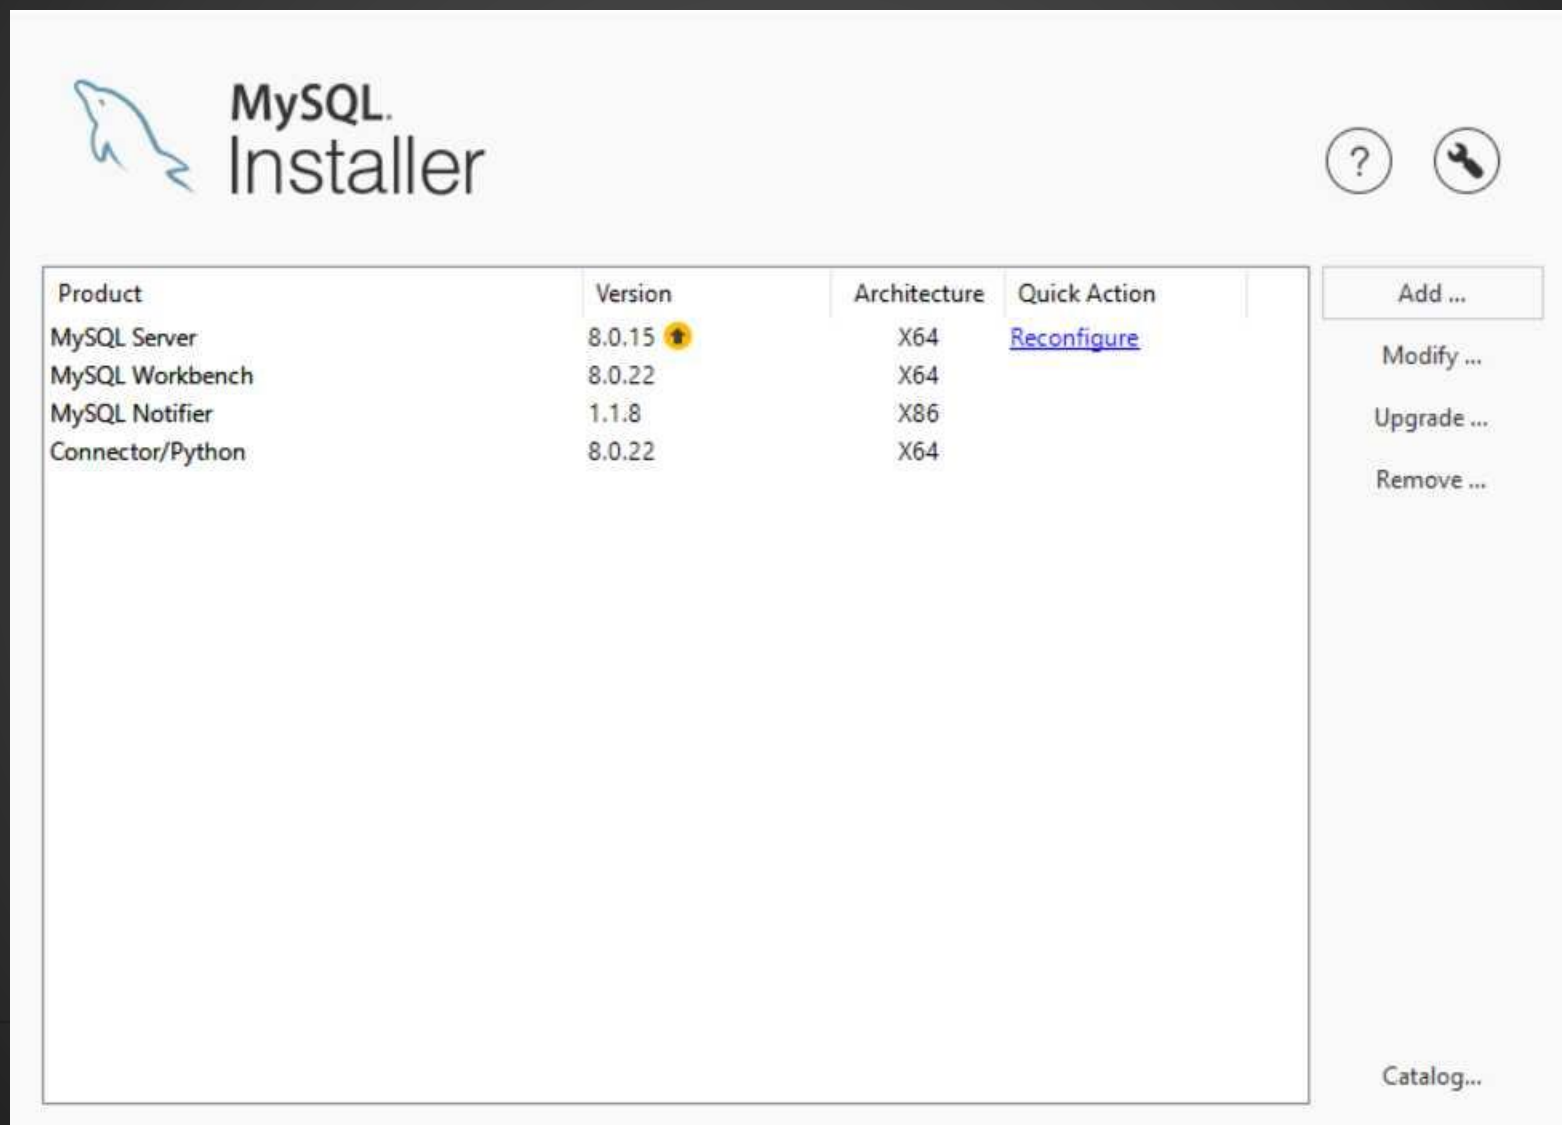 MySQL.
Installer
?
Product Version Architecture Quick Action
MySQL Server 8.0.15 X64 Reconfigure
MySQL Workbench 8.0.22 X64
MySQL Notifier 1.1.8 X86
Connector/Python 8.0.22 X64
Add ...
Modify ...
Upgrade ...
Remove ...
Catalog...